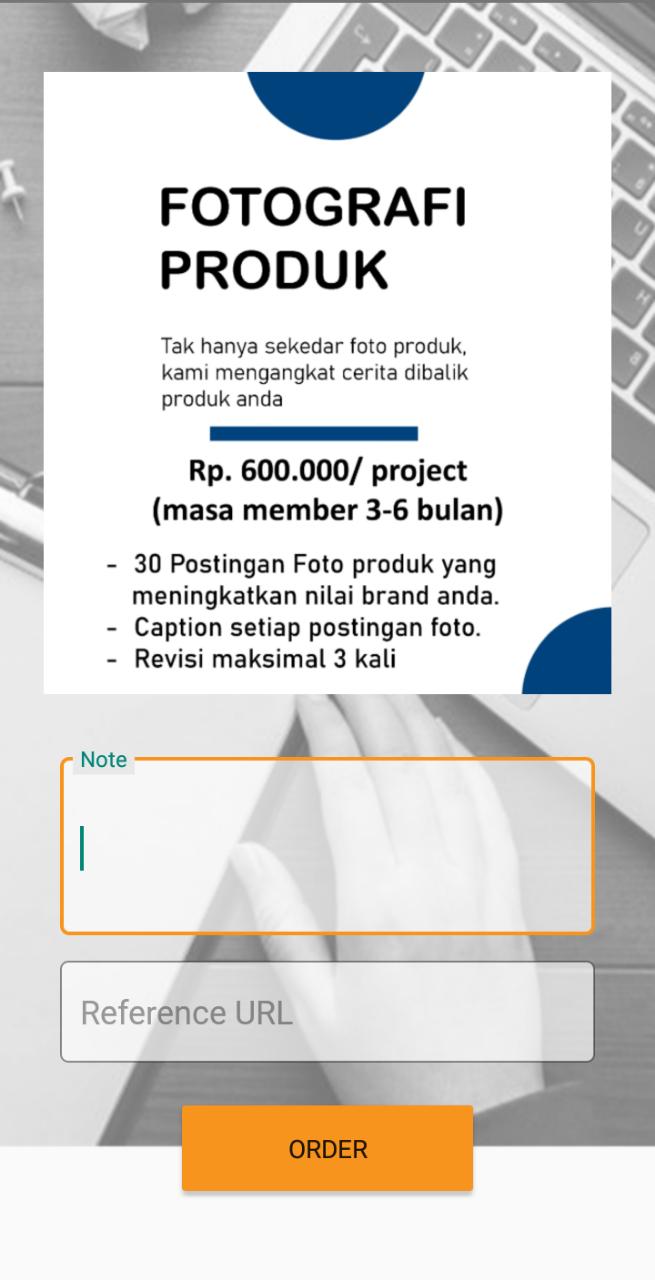 FOTOGRAFI
PRODUK
Tak hanya sekedar foto produk,
kami mengangkat cerita dibalik
produk anda
Rp. 600.000/ project
(masa member 3-6 bulan)
- 30 Postingan Foto produk yang
meningkatkan nilai brand anda.
- Caption setiap postingan foto.
- Revisi maksimal 3 kali
Note
Reference URL
ORDER